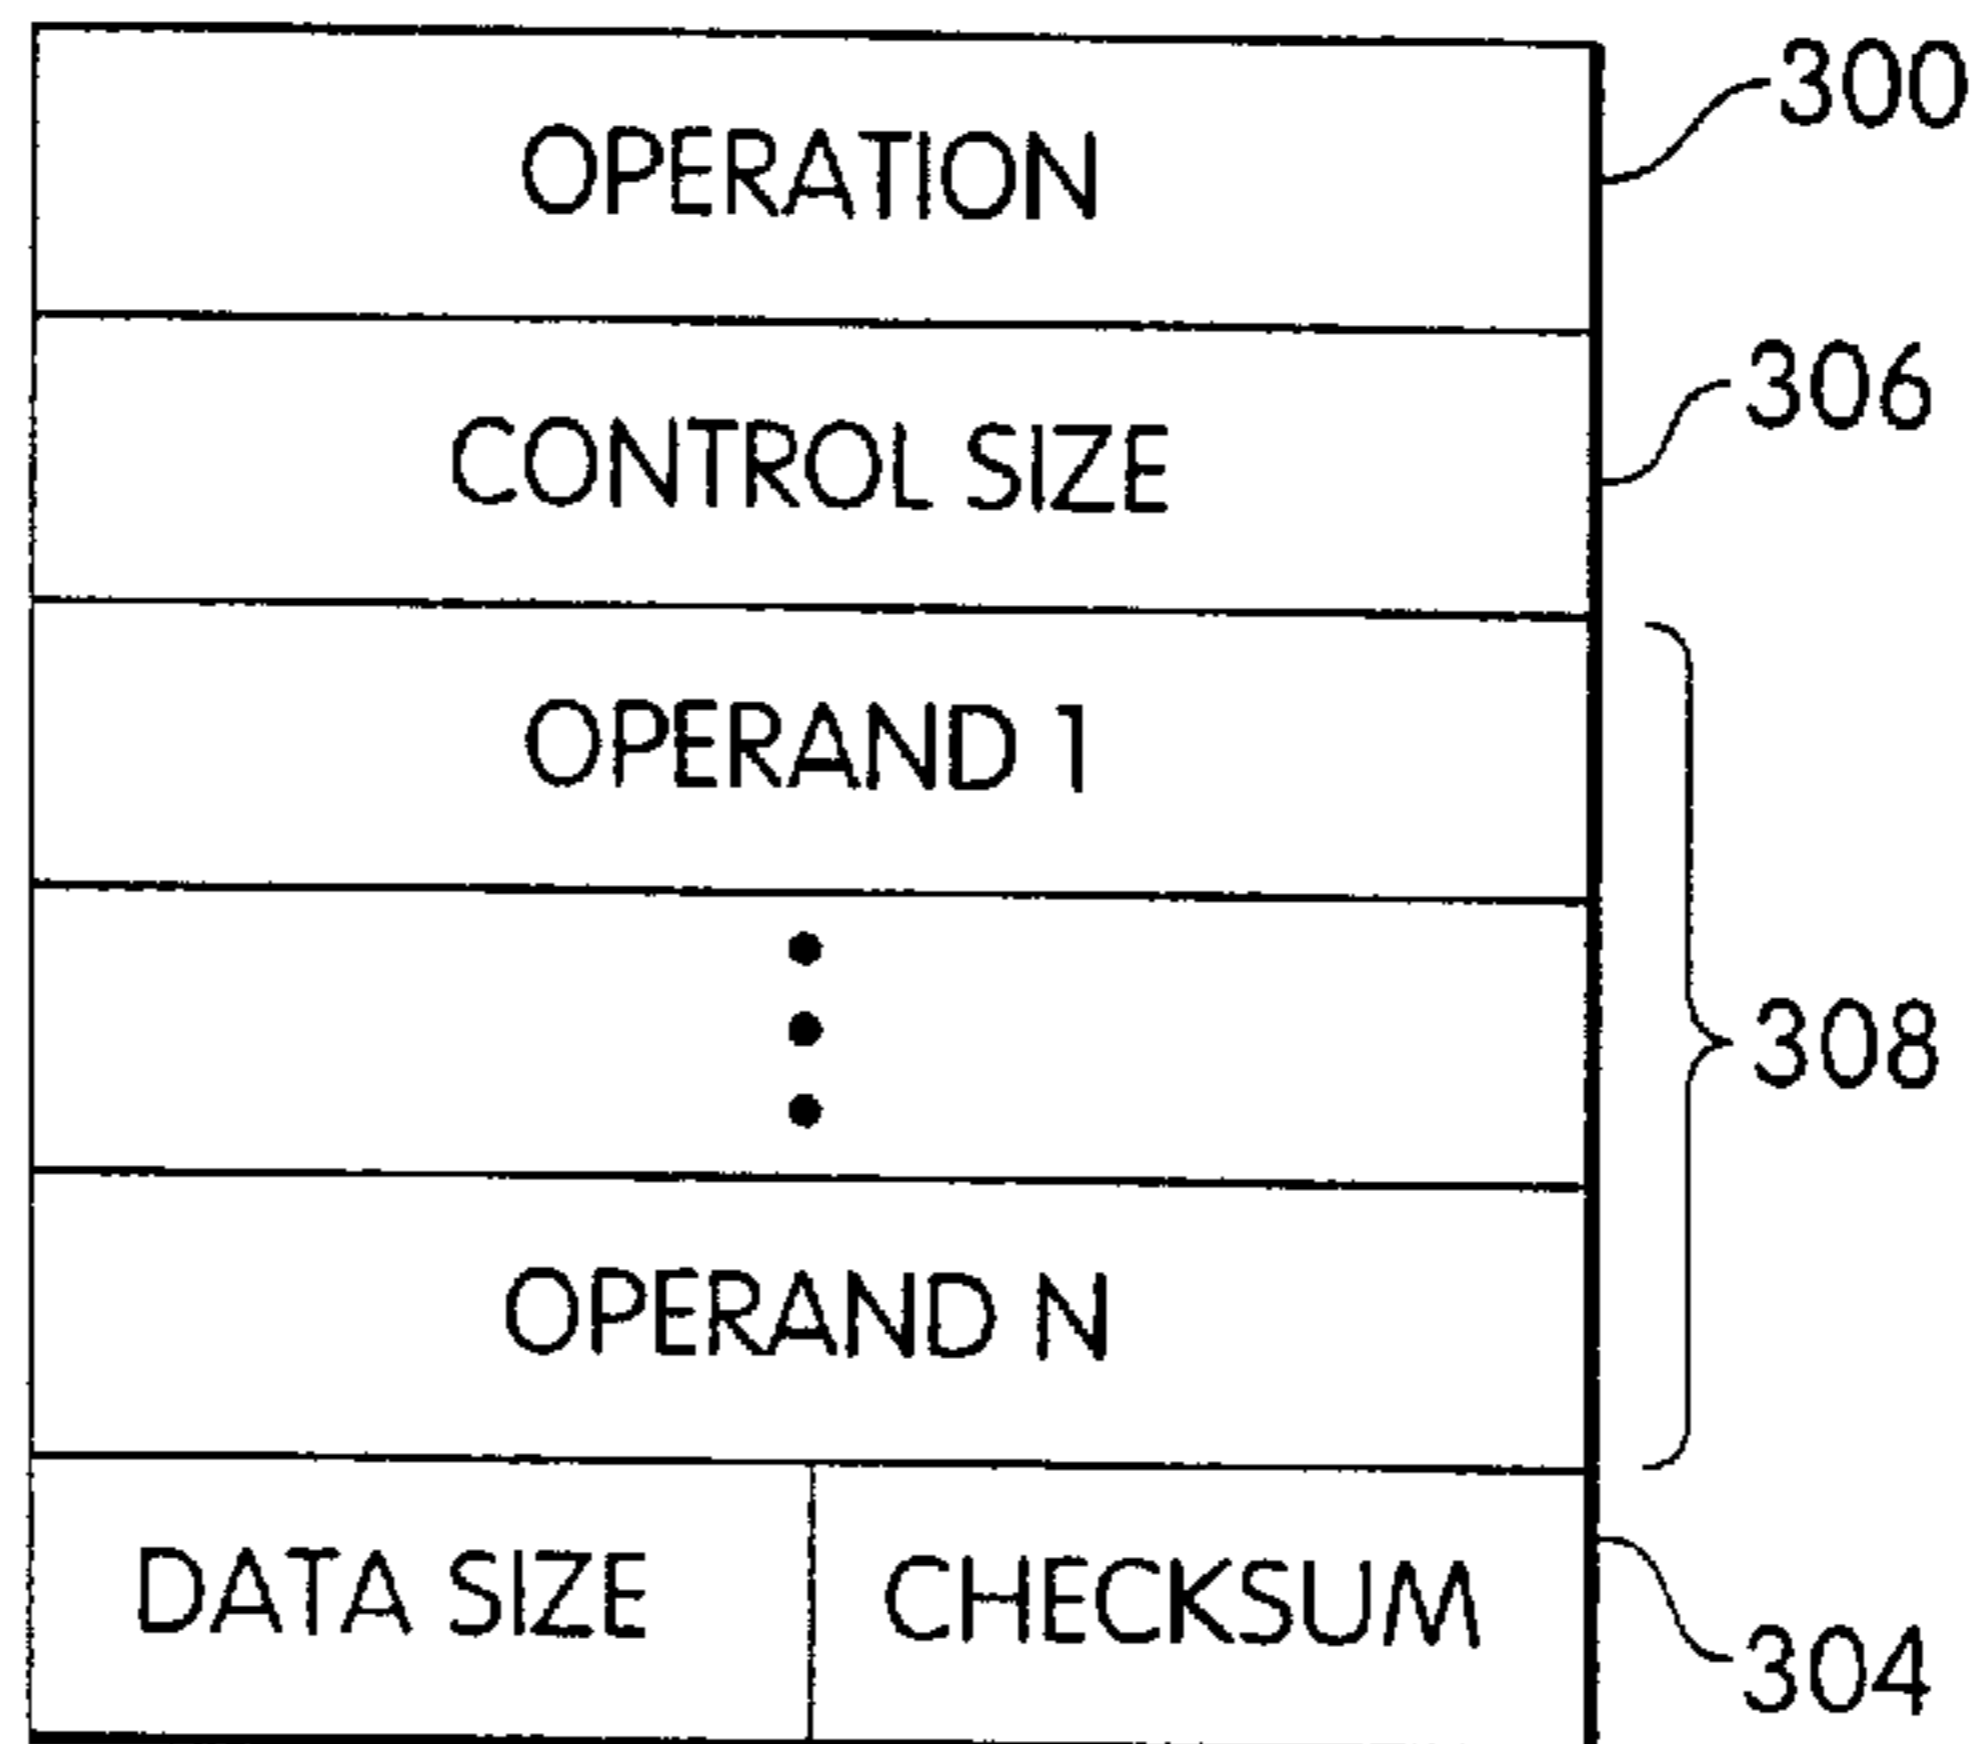 OPERATION
300
CONTROL SIZE
306
OPERAND 1
308
OPERAND N
DATA SIZE
CHECKSUM
304